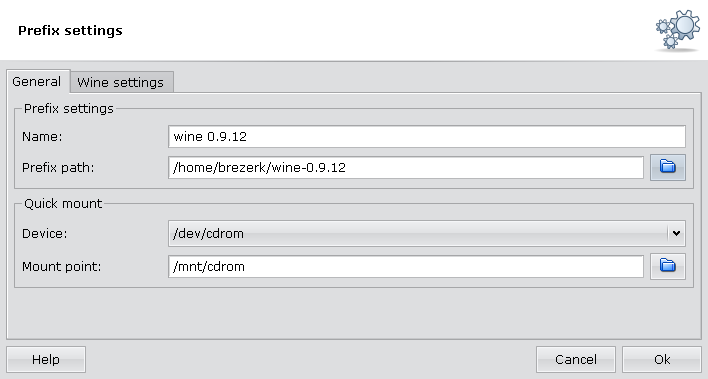 Prefix settings
General Wine settings
Prefix settings
Name: wine 0.9.12
Prefix path: /home/brezerk/wine-0.9.12
Quick mount
Device: /dev/cdrom
Mount point: /mnt/cdrom
Help Cancel Ok